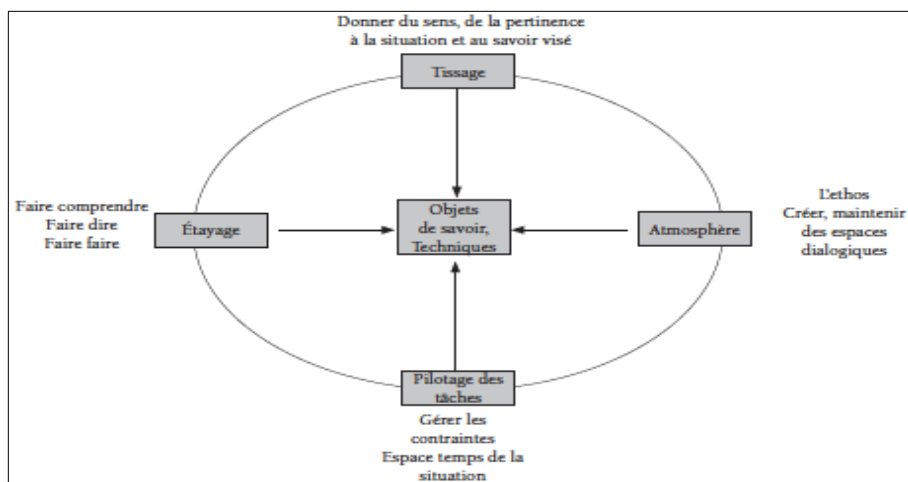 Donner du sens, de la pertinence
à la situation et au savoir visé
Tissage
Faire comprendre
Faire dire
Faire faire
Étayage
Objets
de savoir,
Techniques
Atmosphère
L'ethos
Créer, maintenir
des espaces
dialogiques
Pilotage des
tâches
Gérer les
contraintes
Espace temps de la
situation